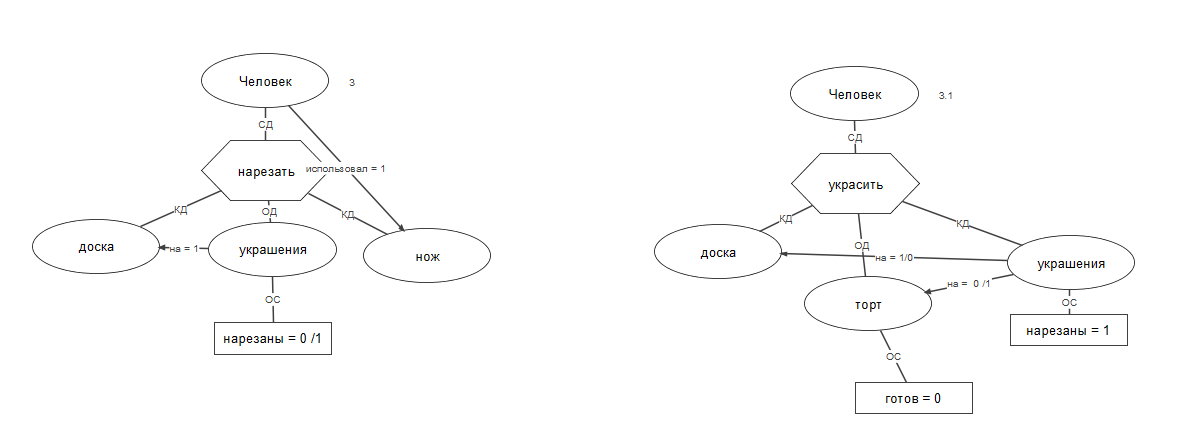 Человек
3
СД
нарезать
использовал = 1
КД
ОД
КД
доска
на = 1
украшения
нож
ОС
нарезаны = 0 /1
Человек
3.1
СД
украсить
КД
ОД
КД
доска
на = 1/0
украшения
на = 0 /1
торт
ОС
нарезаны = 1
ОС
готов = 0